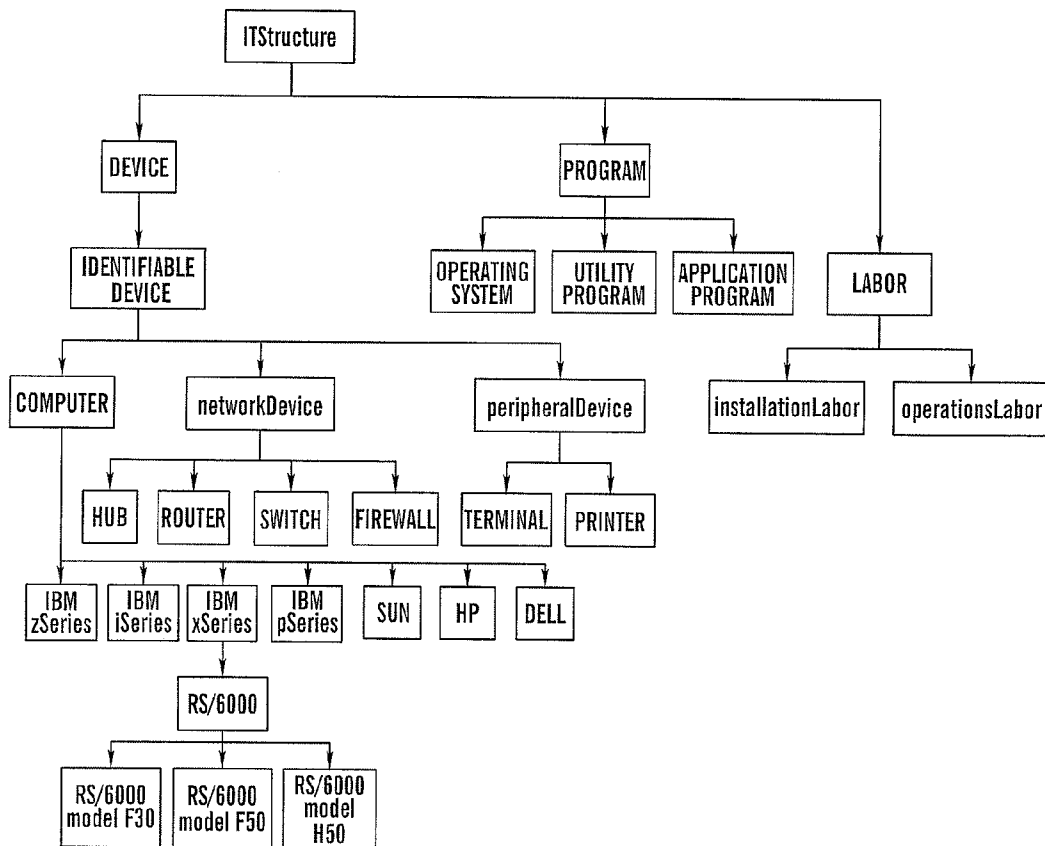 ITStructure
DEVICE
PROGRAM
IDENTIFIABLE
DEVICE
OPERATING
SYSTEM
UTILITY
PROGRAM
APPLICATION
PROGRAM
LABOR
COMPUTER
networkDevice
peripheralDevice
installationLabor
operationsLabor
HUB
ROUTER
SWITCH
FIREWALL
TERMINAL
PRINTER
IBM
zSeries
IBM
iSeries
IBM
xSeries
IBM
pSeries
SUN
HP
DELL
RS/6000
RS/6000
model F30
RS/6000
model F50
RS/6000
model
H50